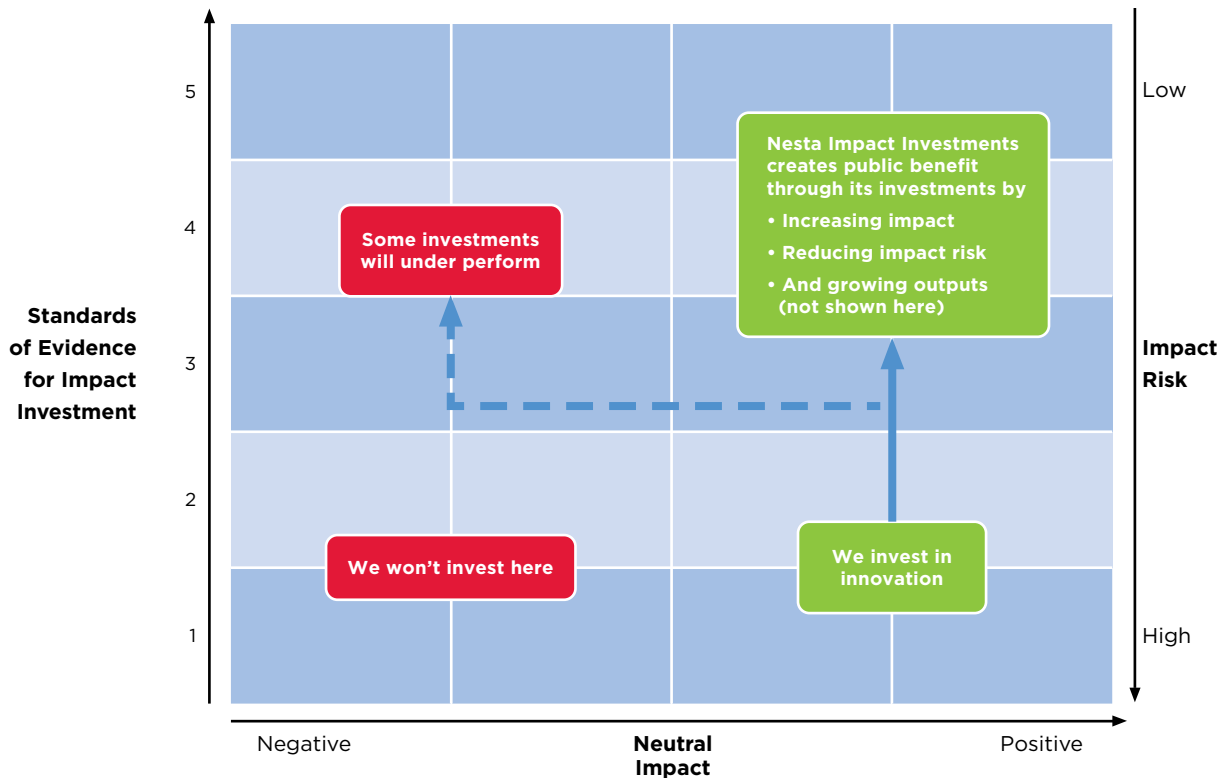 5
4
3
2
1
Standards
of Evidence
for Impact
Investment
Some investments
will under perform
Nesta Impact Investments
creates public benefit
through its investments by
• Increasing impact
• Reducing impact risk
• And growing outputs
(not shown here)
We won’t invest here
We invest in
innovation
Low
Impact
Risk
High
Negative
Neutral
Impact
Positive